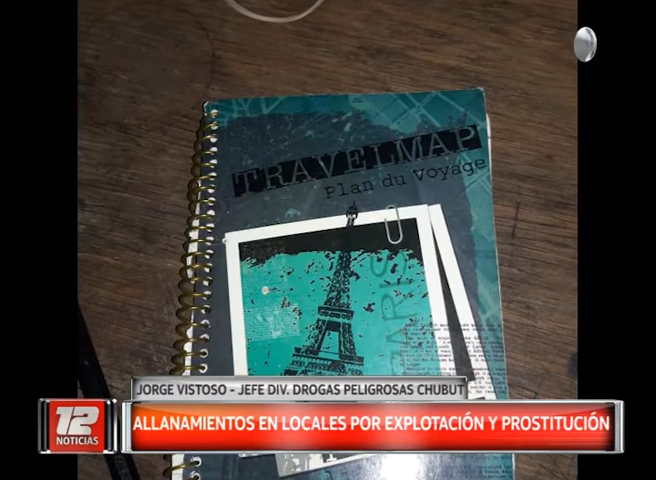 TRAVELMAP
Plan du Voyage
PARIS
JORGE VISTOSO - JEFE DIV. DROGAS PELIGROSAS CHUBUT
12
NOTICIAS
ALLANAMIENTOS EN LOCALES POR EXPLOTACIÓN Y PROSTITUCIÓN